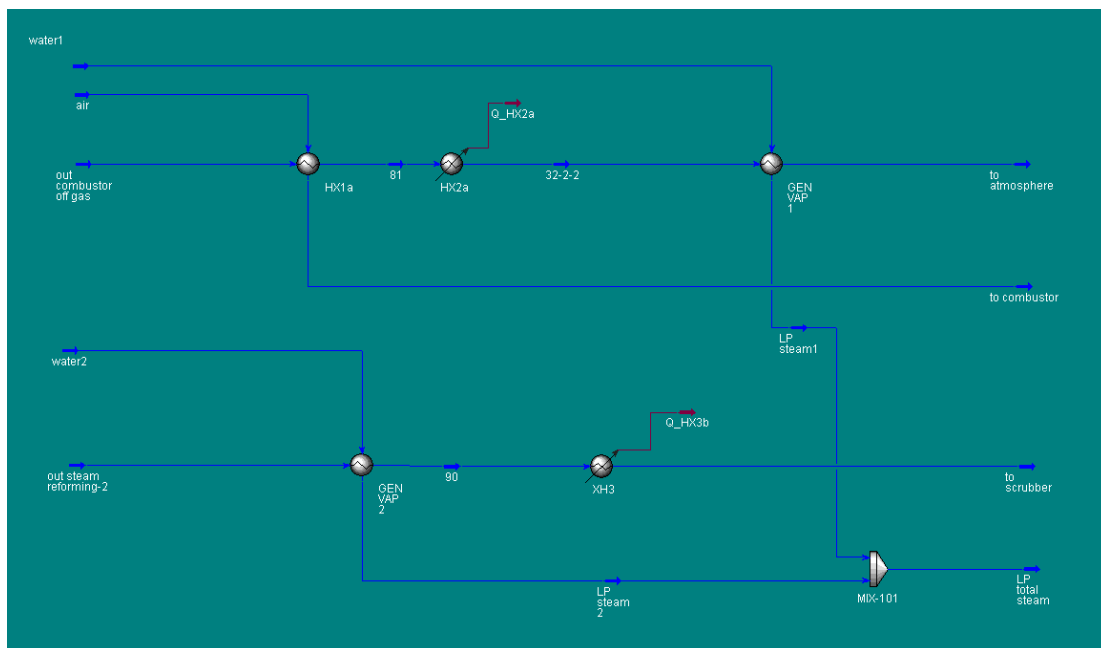 water1
air
Q_HX2a
out
combustor
off gas
HX1a
81
HX2a
32-2-2
GEN
VAP
1
to
atmosphere
to combustor
LP
steam1
water2
Q_HX3b
out steam
reforming-2
GEN
VAP
2
90
XH3
to
scrubber
LP
steam
2
MIX-101
LP
total
steam